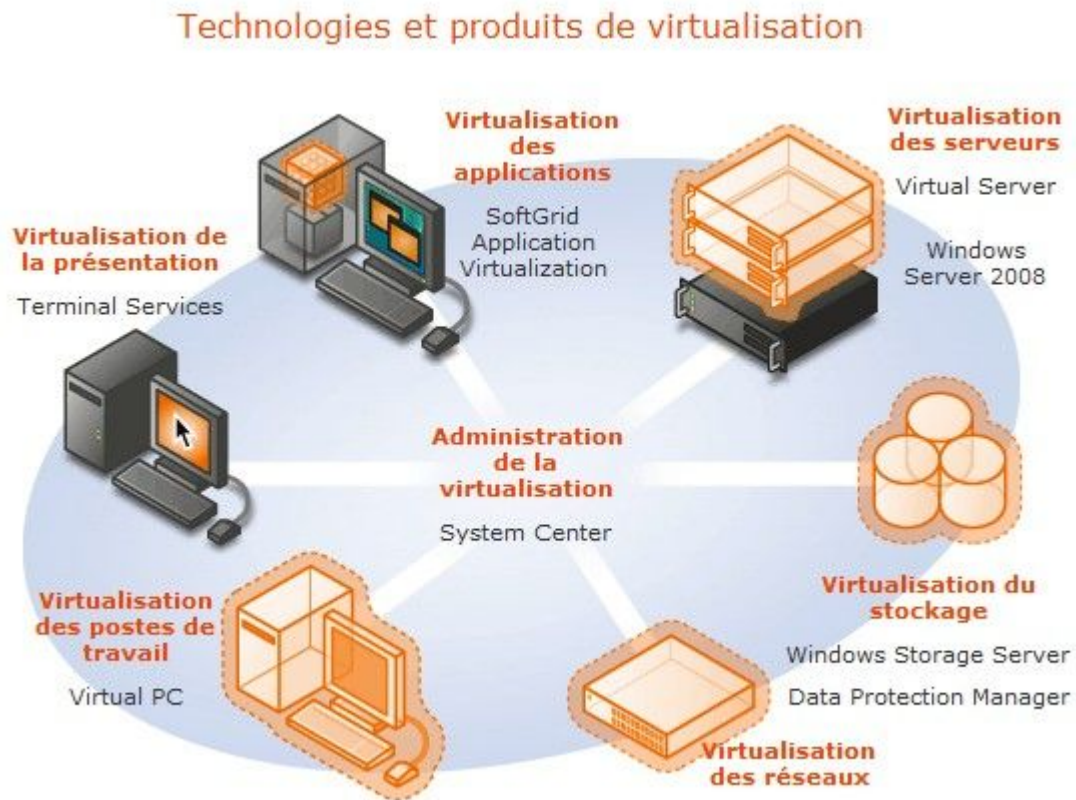 Technologies et produits de virtualisation
Virtualisation
des
applications
SoftGrid
Application
Virtualization
Virtualisation
des serveurs
Virtual Server
Windows
Server 2008
Virtualisation de
la présentation
Terminal Services
Administration
de la
virtualisation
System Center
Virtualisation
des postes de
travail
Virtual PC
Virtualisation du
stockage
Windows Storage Server
Data Protection Manager
Virtualisation
des réseaux